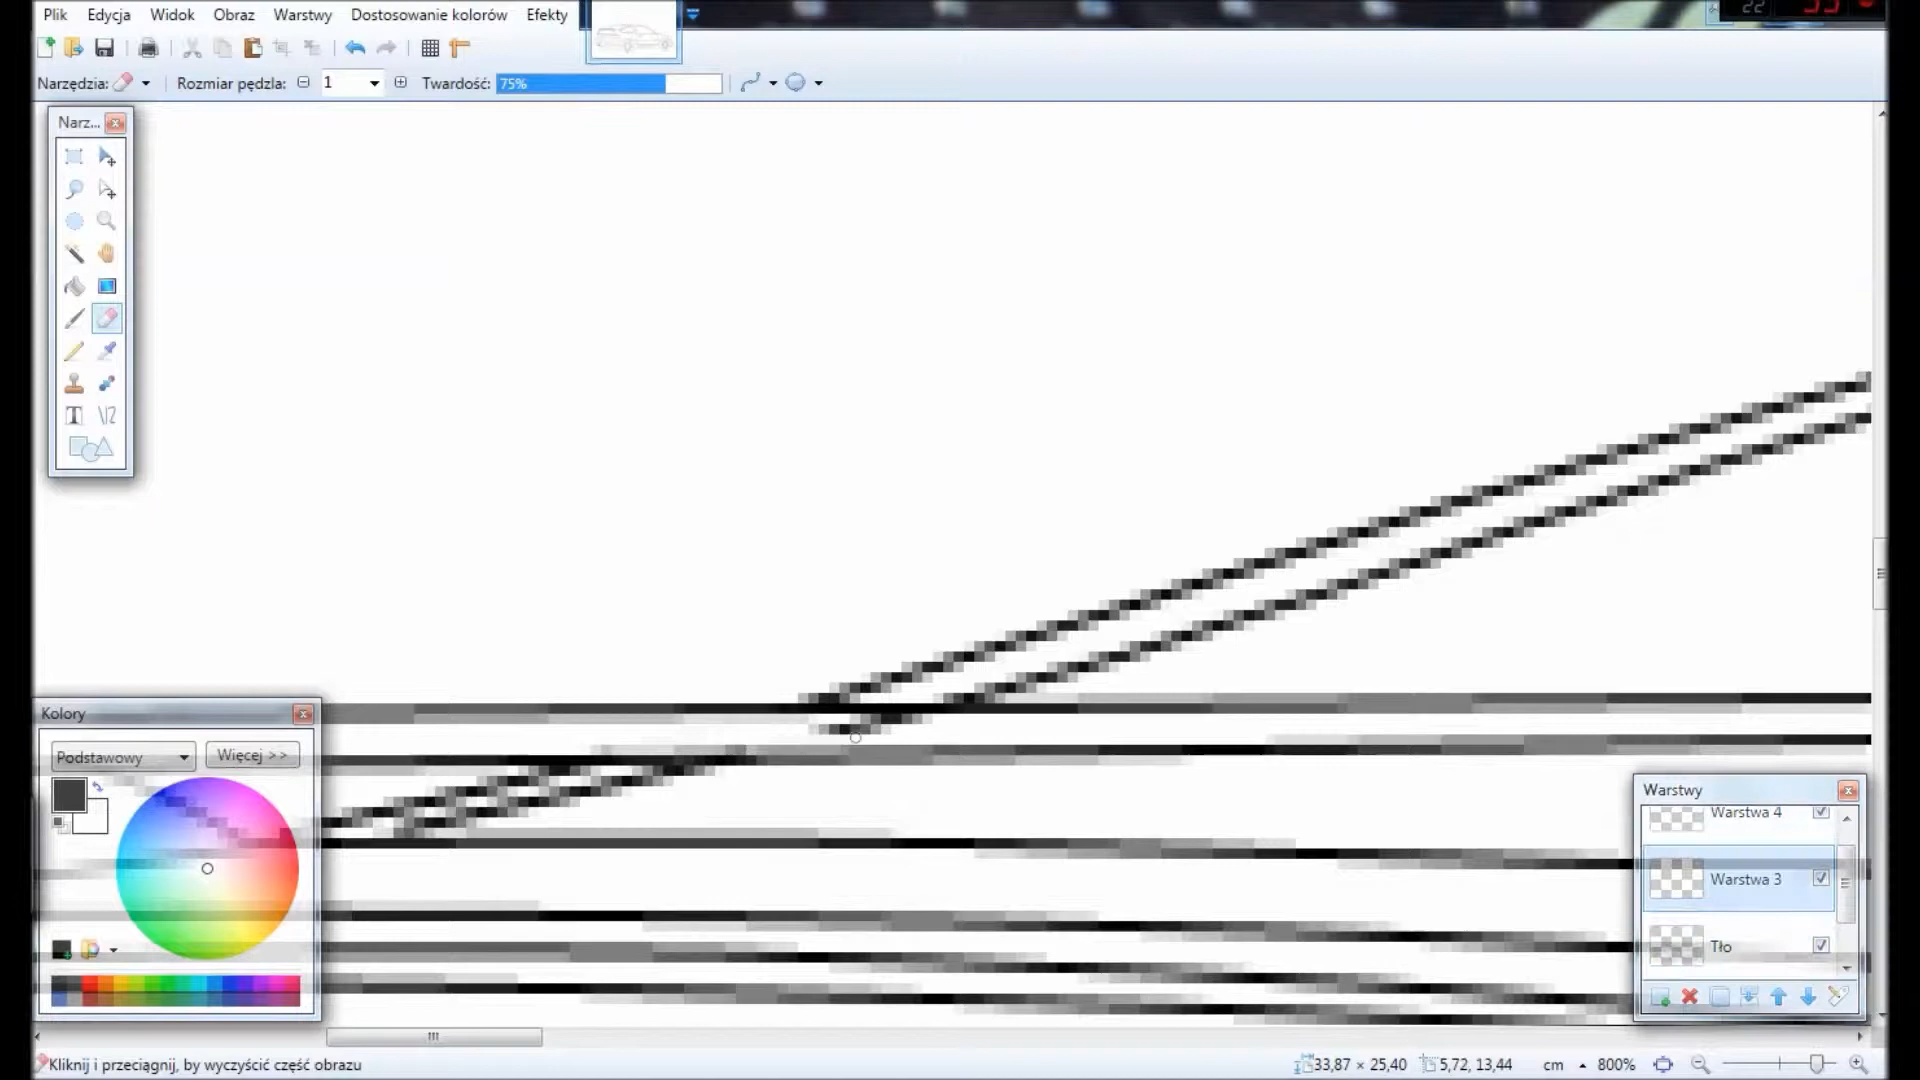 Plik Edycja Widok Obraz Warstwy Dostosowanie kolorów Efekty
22 55
Narzędzia: Rozmiar pędzla: 1 Twardość: 75%
Narz...
Kolory
Podstawowy Więcej >>
Warstwy
Warstwa 4
Warstwa 3
Tło
Kliknij i przeciągnij, by wyczyścić część obrazu 33,87 × 25,40 5,72, 13,44 cm 800%